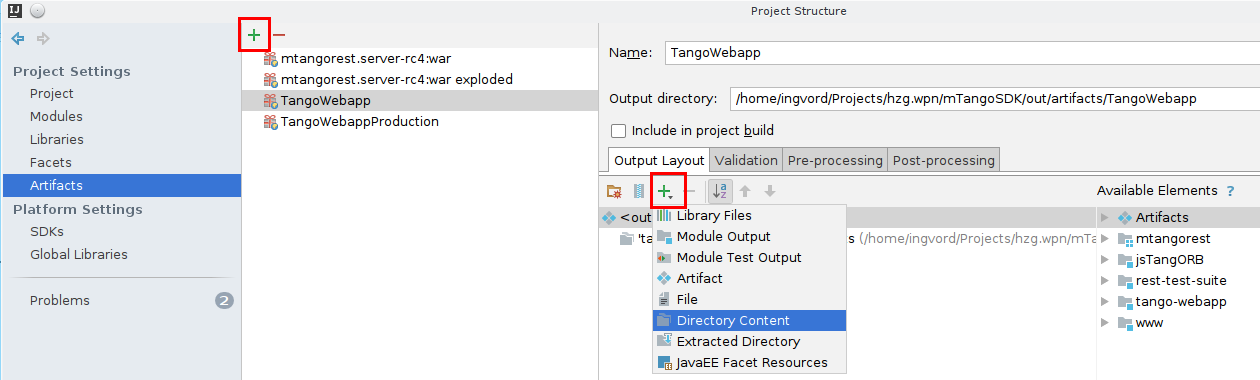 IJ
Project Structure
Project Settings
Project
Modules
Libraries
Facets
Artifacts
Platform Settings
SDKs
Global Libraries
Problems
2
mtangorest.server-rc4:war
mtangorest.server-rc4:war exploded
TangoWebapp
TangoWebappProduction
Name: TangoWebapp
Output directory: /home/ingvord/Projects/hzg.wpn/mTangoSDK/out/artifacts/TangoWebapp
Include in project build
Output Layout Validation Pre-processing Post-processing
a z
Available Elements ?
<out
'ta s (/home/ingvord/Projects/hzg.wpn/mTa
Library Files
Module Output
Module Test Output
Artifact
File
Directory Content
Extracted Directory
JavaEE Facet Resources
Artifacts
mtangorest
jsTangORB
rest-test-suite
tango-webapp
www